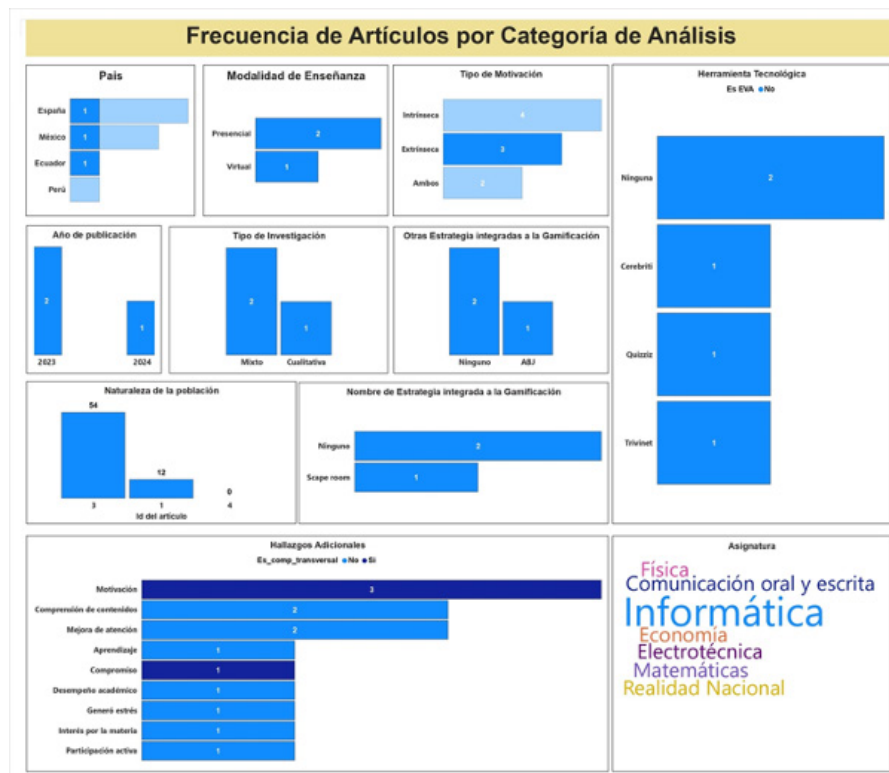 Frecuencia de Artículos por Categoría de Análisis
Pais
España
1
México
1
Ecuador
1
Perú
Modalidad de Enseñanza
Presencial
2
Virtual
1
Tipo de Motivación
Intrínseca
4
Extrínseca
3
Ambos
2
Herramienta Tecnológica
Es EVA No
Ninguna
2
Cerebriti
1
Quizziz
1
Trivinet
1
Año de publicación
2
1
2023
2024
Tipo de Investigación
2
1
Mixto
Cualitativa
Otras Estrategia integradas a la Gamificación
2
1
Ninguno
ABJ
Naturaleza de la población
54
12
0
3
1
4
Id del artículo
Nombre de Estrategia integrada a la Gamificación
Ninguno
2
Scape room
1
Hallazgos Adicionales
Es_comp_transversal No Si
Motivación
3
Comprensión de contenidos
2
Mejora de atención
2
Aprendizaje
1
Compromiso
1
Desempeño académico
1
Generó estrés
1
Interés por la materia
1
Participación activa
1
Asignatura
Física
Comunicación oral y escrita
Informática
Economía
Electrotécnica
Matemáticas
Realidad Nacional